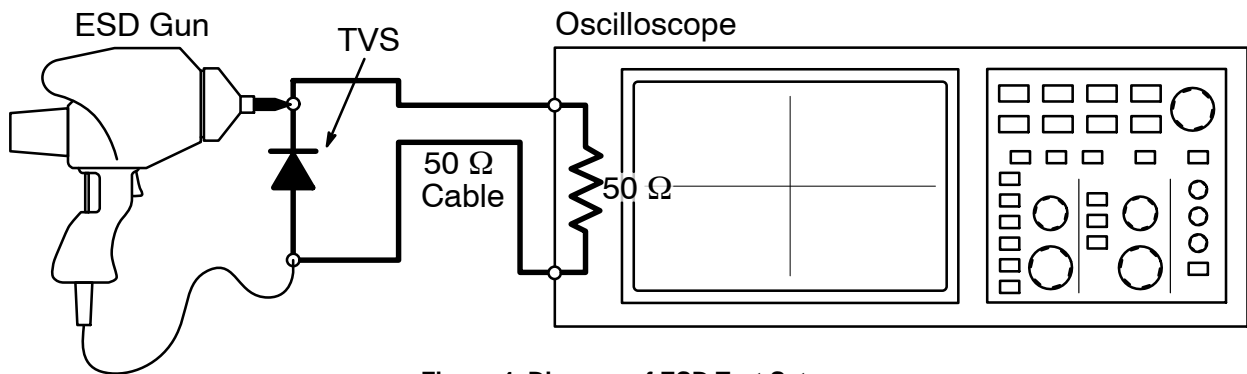 ESD Gun
TVS
Oscilloscope
50 Ω
Cable
50 Ω